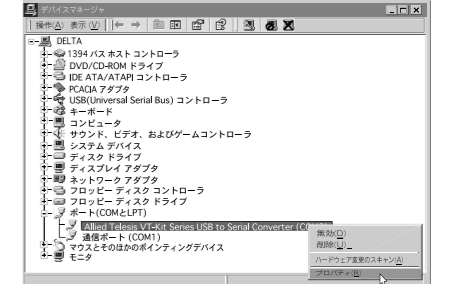 デバイスマネージャ
操作(A) 表示(V)
DELTA
1394 バス ホスト コントローラ
DVD/CD-ROM ドライブ
IDE ATA/ATAPI コントローラ
PCACIA アダプタ
USB(Universal Serial Bus) コントローラ
キーボード
コンピュータ
サウンド、ビデオ、およびゲームコントローラ
システム デバイス
ディスク ドライブ
ディスプレイ アダプタ
ネットワーク アダプタ
フロッピー ディスク コントローラ
フロッピー ディスク ドライブ
ポート(COMとLPT)
Allied Telesis VT-Kit Series USB to Serial Converter (CO
通信ポート (COM1)
マウスとそのほかのポインティングデバイス
モニタ
無効(D)
削除(U)
ハードウェア変更のスキャン(A)
プロパティ(R)